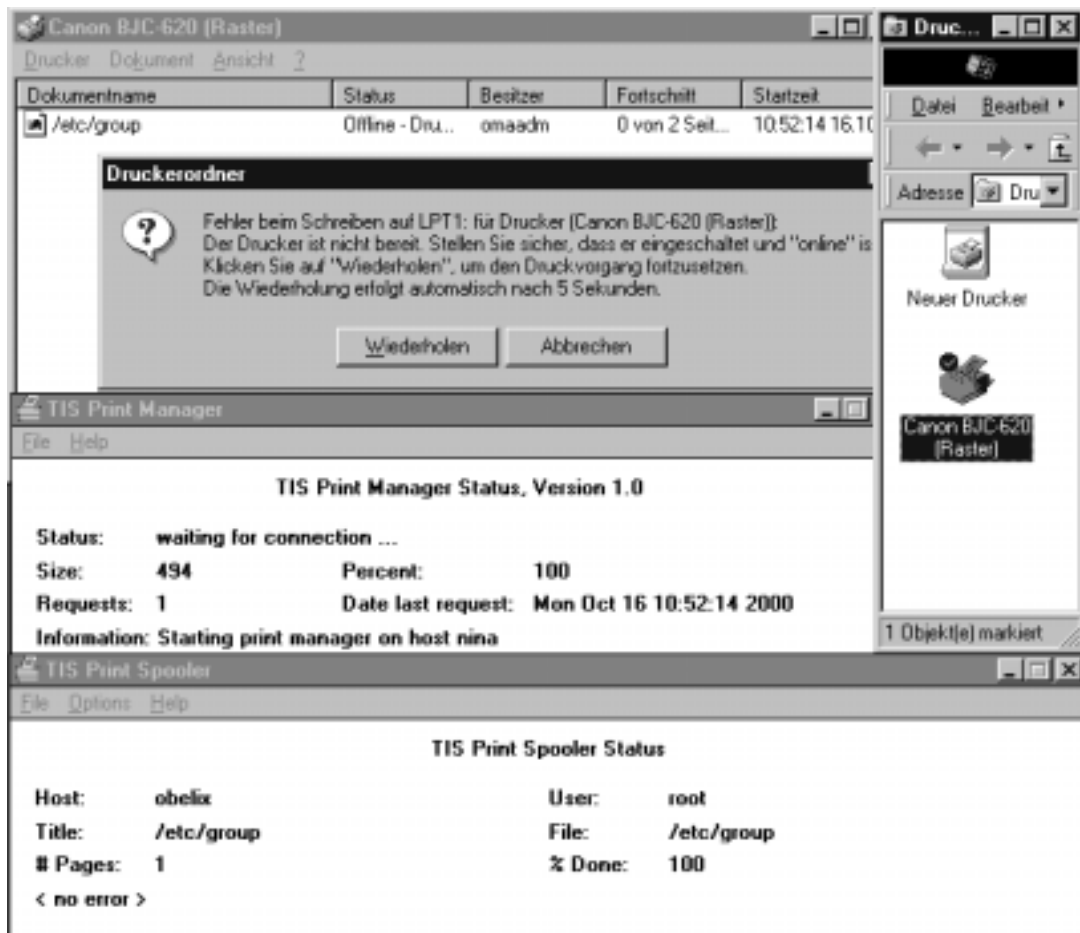 Canon BJC-620 (Raster)
Drucker Dokument Ansicht ?
Dokumentname Status Besitzer Fortschritt Startzeit
/etc/group Offline - Dru... omaadm 0 von 2 Seit... 10:52:14 16.10
Druckerordner
Fehler beim Schreiben auf LPT1: für Drucker (Canon BJC-620 (Raster)):
Der Drucker ist nicht bereit. Stellen Sie sicher, dass er eingeschaltet und "online" is
Klicken Sie auf "Wiederholen", um den Druckvorgang fortzusetzen.
Die Wiederholung erfolgt automatisch nach 5 Sekunden.
Wiederholen Abbrechen
Druc...
Datei Bearbeit
Adresse Dru
Neuer Drucker
Canon BJC-620
(Raster)
1 Objekt(e) markiert
TIS Print Manager
File Help
TIS Print Manager Status, Version 1.0
Status: waiting for connection ...
Size: 494 Percent: 100
Requests: 1 Date last request: Mon Oct 16 10:52:14 2000
Information: Starting print manager on host nina
TIS Print Spooler
File Options Help
TIS Print Spooler Status
Host: obelix User: root
Title: /etc/group File: /etc/group
# Pages: 1 % Done: 100
< no error >